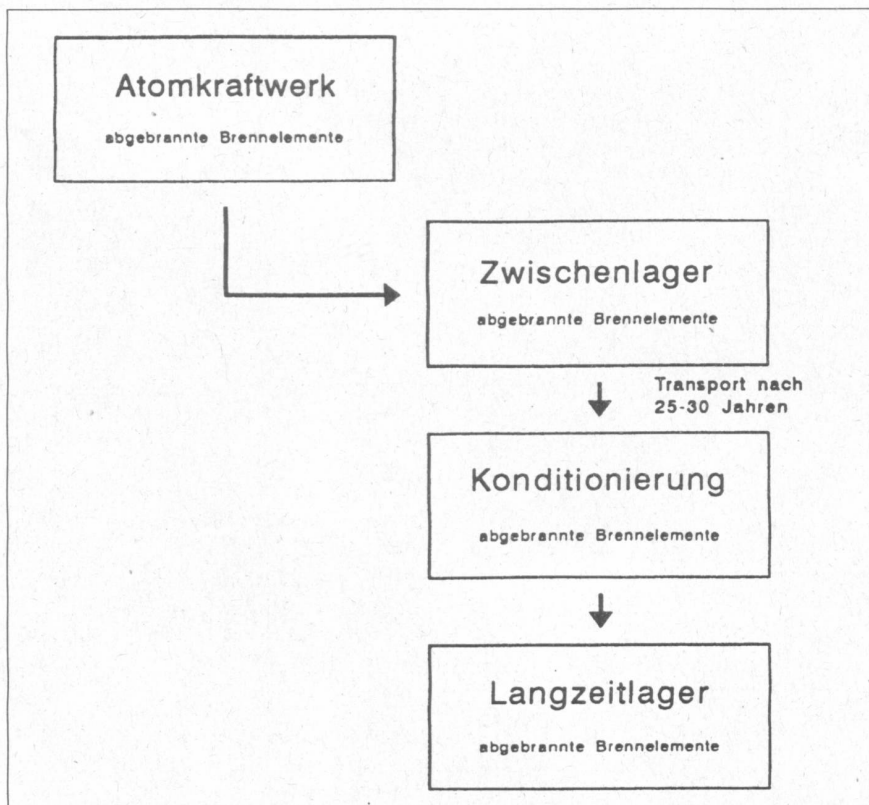 Atomkraftwerk
abgebrannte Brennelemente
Zwischenlager
abgebrannte Brennelemente
Transport nach
25-30 Jahren
Konditionierung
abgebrannte Brennelemente
Langzeitlager
abgebrannte Brennelemente